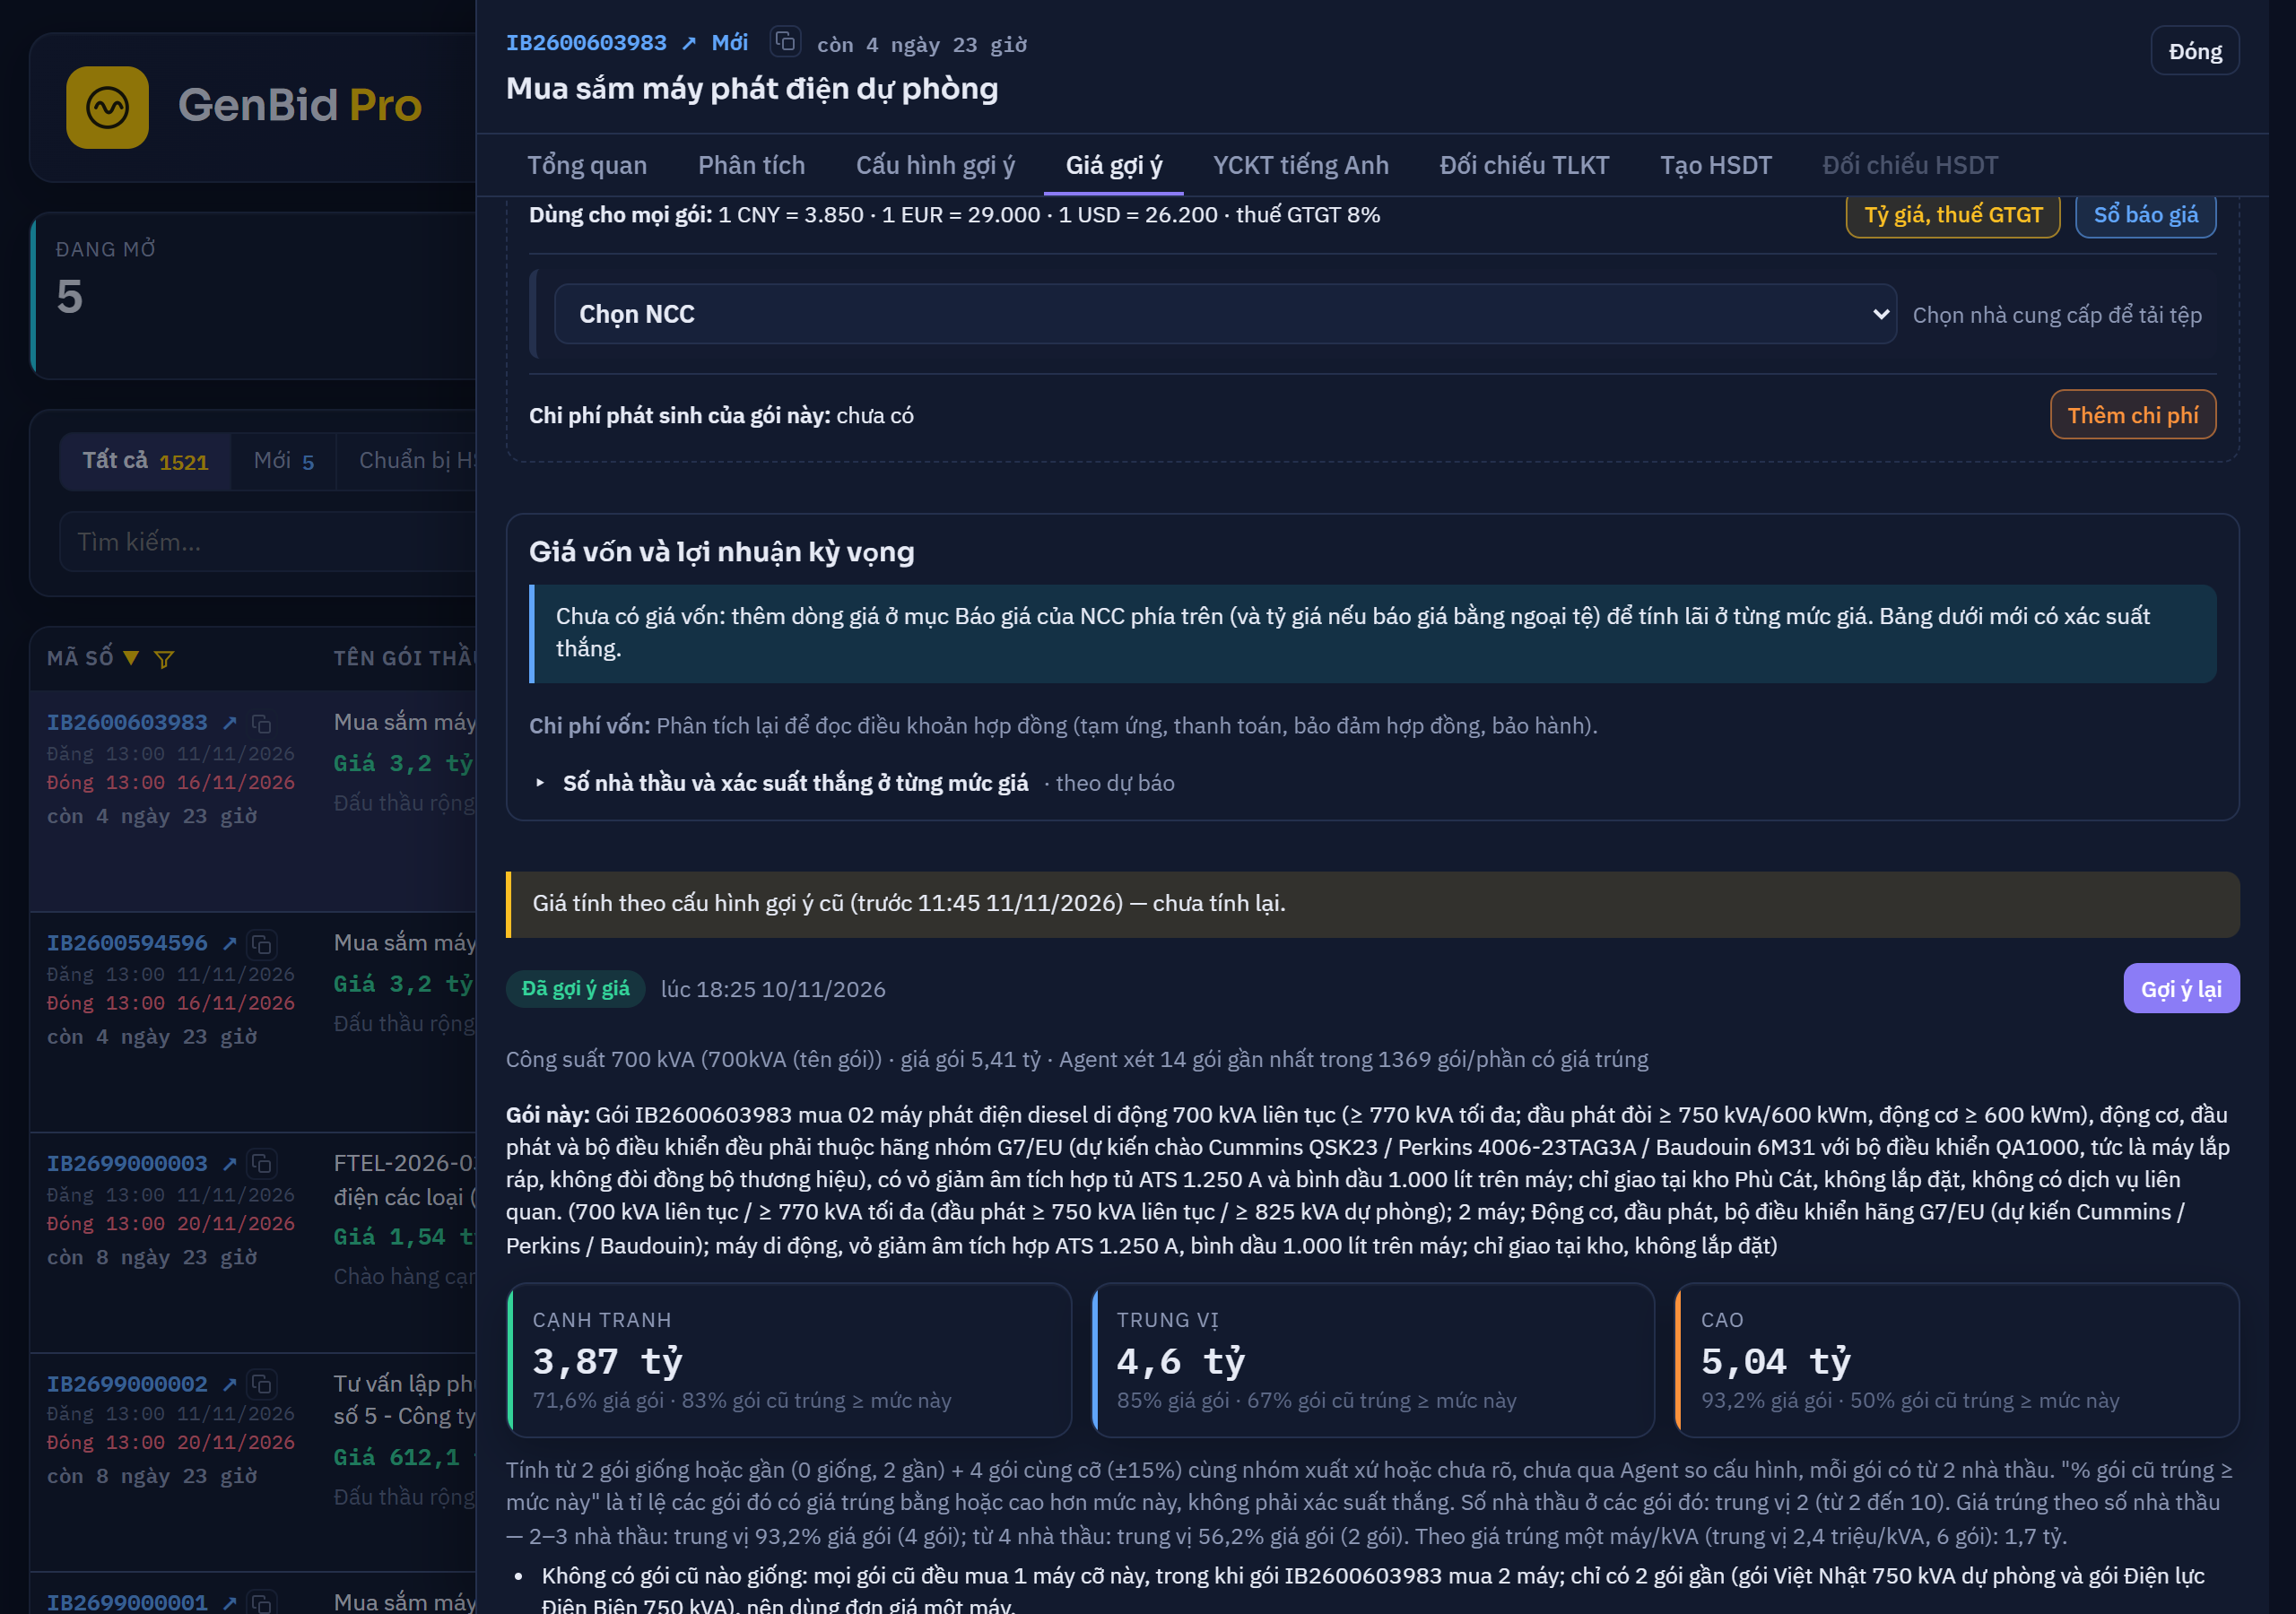 GenBid Pro
ĐANG MỞ
5
Tất cả 1521
Mới 5
Chuẩn bị
Tìm kiếm...
MÃ SỐ
TÊN GÓI
IB2600603983
Đăng 13:00 11/11/2026
Đóng 13:00 16/11/2026
còn 4 ngày 23 giờ
Mua sắm máy
Giá 3,2 tỷ
Đấu thầu rộng
IB2600594596
Đăng 13:00 11/11/2026
Đóng 13:00 16/11/2026
còn 4 ngày 23 giờ
Mua sắm máy
Giá 3,2 tỷ
Đấu thầu rộng
IB2699000003
Đăng 13:00 11/11/2026
Đóng 13:00 20/11/2026
còn 8 ngày 23 giờ
điện các loại (
Giá 1,54
Chào hàng
IB2699000002
Đăng 13:00 11/11/2026
Đóng 13:00 20/11/2026
còn 8 ngày 23 giờ
Tư vấn lập
số 5 - Công ty
Giá 612,1
Đấu thầu rộng
IB2699000001
Mua sắm máy
IB2600603983 ↗ Mới còn 4 ngày 23 giờ
Đóng
Mua sắm máy phát điện dự phòng
Tổng quan
Phân tích
Cấu hình gợi ý
Giá gợi ý
YCKT tiếng Anh
Đối chiếu TLKT
Tạo HSDT
Đối chiếu HSDT
Dùng cho mọi gói: 1 CNY = 3.850 · 1 EUR = 29.000 · 1 USD = 26.200 · thuế GTGT 8%
Tỷ giá, thuế GTGT
Sổ báo giá
Chọn NCC
Chọn nhà cung cấp để tải tệp
Chi phí phát sinh của gói này: chưa có
Thêm chi phí
Giá vốn và lợi nhuận kỳ vọng
Chưa có giá vốn: thêm dòng giá ở mục Báo giá của NCC phía trên (và tỷ giá nếu báo giá bằng ngoại tệ) để tính lãi ở từng mức giá. Bảng dưới mới có xác suất
thắng.
Chi phí vốn: Phân tích lại để đọc điều khoản hợp đồng (tạm ứng, thanh toán, bảo đảm hợp đồng, bảo hành).
Số nhà thầu và xác suất thắng ở từng mức giá · theo dự báo
Giá tính theo cấu hình gợi ý cũ (trước 11:45 11/11/2026) — chưa tính lại.
Đã gợi ý giá lúc 18:25 10/11/2026
Gợi ý lại
Công suất 700 kVA (700kVA (tên gói)) · giá gói 5,41 tỷ · Agent xét 14 gói gần nhất trong 1369 gói/phần có giá trúng
Gói này: Gói IB2600603983 mua 02 máy phát điện diesel di động 700 kVA liên tục (≥ 770 kVA tối đa; đầu phát đòi ≥ 750 kVA/600 kWm, động cơ ≥ 600 kWm), động cơ, đầu
phát và bộ điều khiển đều phải thuộc hãng nhóm G7/EU (dự kiến chào Cummins QSK23 / Perkins 4006-23TAG3A / Baudouin 6M31 với bộ điều khiển QA1000, tức là máy lắp
ráp, không đòi đồng bộ thương hiệu), có vỏ giảm âm tích hợp tủ ATS 1.250 A và bình dầu 1.000 lít trên máy; chỉ giao tại kho Phù Cát, không lắp đặt, không có dịch vụ liên
quan. (700 kVA liên tục / ≥ 770 kVA tối đa (đầu phát ≥ 750 kVA liên tục / ≥ 825 kVA dự phòng); 2 máy; Động cơ, đầu phát, bộ điều khiển hãng G7/EU (dự kiến Cummins /
Perkins / Baudouin); máy di động, vỏ giảm âm tích hợp ATS 1.250 A, bình dầu 1.000 lít trên máy; chỉ giao tại kho, không lắp đặt)
CẠNH TRANH
3,87 tỷ
71,6% giá gói · 83% gói cũ trúng ≥ mức này
TRUNG VỊ
4,6 tỷ
85% giá gói · 67% gói cũ trúng ≥ mức này
CAO
5,04 tỷ
93,2% giá gói · 50% gói cũ trúng ≥ mức này
Tính từ 2 gói giống hoặc gần (0 giống, 2 gần) + 4 gói cùng cỡ (±15%) cùng nhóm xuất xứ hoặc chưa rõ, chưa qua Agent so cấu hình, mỗi gói có từ 2 nhà thầu. "% gói cũ trúng ≥
mức này" là tỉ lệ các gói đó có giá trúng bằng hoặc cao hơn mức này, không phải xác suất thắng. Số nhà thầu ở các gói đó: trung vị 2 (từ 2 đến 10). Giá trúng theo số nhà thầu
— 2–3 nhà thầu: trung vị 93,2% giá gói (4 gói); từ 4 nhà thầu: trung vị 56,2% giá gói (2 gói). Theo giá trúng một máy/kVA (trung vị 2,4 triệu/kVA, 6 gói): 1,7 tỷ.
• Không có gói cũ nào giống: mọi gói cũ đều mua 1 máy cỡ này, trong khi gói IB2600603983 mua 2 máy; chỉ có 2 gói gần (gói Việt Nhật 750 kVA dự phòng và gói Điện lực
Điện Biên 750 kVA), nên dùng đơn giá một máy.